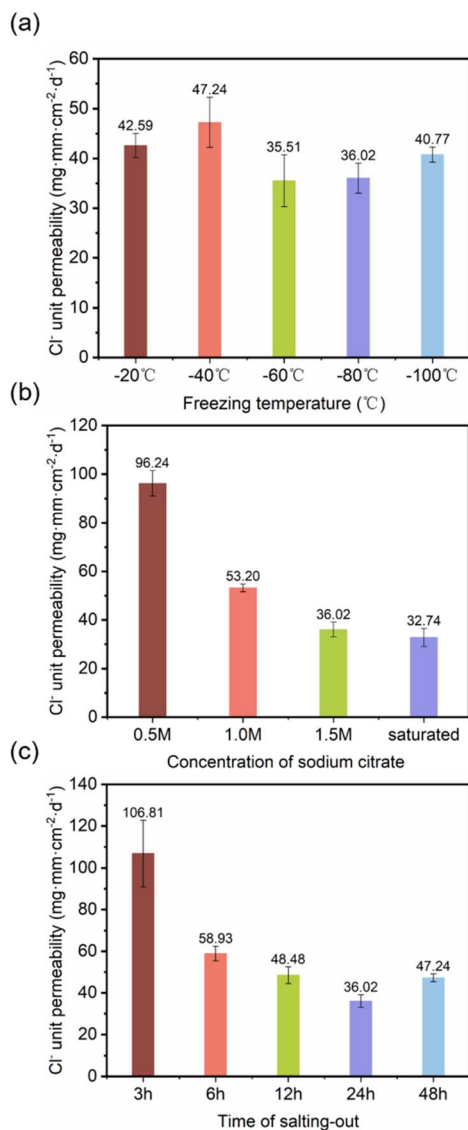 (a)
Cl⁻ unit permeability (mg·mm·cm⁻²·d⁻¹)
60
50
40
30
20
10
0
42.59
47.24
35.51
36.02
40.77
-20℃
-40℃
-60℃
-80℃
-100℃
Freezing temperature (℃)
(b)
Cl⁻ unit permeability (mg·mm·cm⁻²·d⁻¹)
120
100
80
60
40
20
0
96.24
53.20
36.02
32.74
0.5M
1.0M
1.5M
saturated
Concentration of sodium citrate
(c)
Cl⁻ unit permeability (mg·mm·cm⁻²·d⁻¹)
140
120
100
80
60
40
20
0
106.81
58.93
48.48
36.02
47.24
3h
6h
12h
24h
48h
Time of salting-out